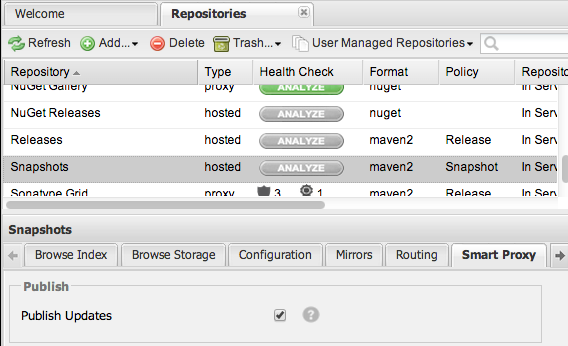 Welcome
Repositories
Refresh Add... Delete Trash... User Managed Repositories
Repository Type Health Check Format Policy Reposito
NuGet Gallery proxy ANALYZE nuget In Serv
NuGet Releases hosted ANALYZE nuget In Serv
Releases hosted ANALYZE maven2 Release In Serv
Snapshots hosted ANALYZE maven2 Snapshot In Serv
Sonatype Grid proxy 3 1 maven2 Release In Serv
Snapshots
Browse Index Browse Storage Configuration Mirrors Routing Smart Proxy
Publish
Publish Updates ?